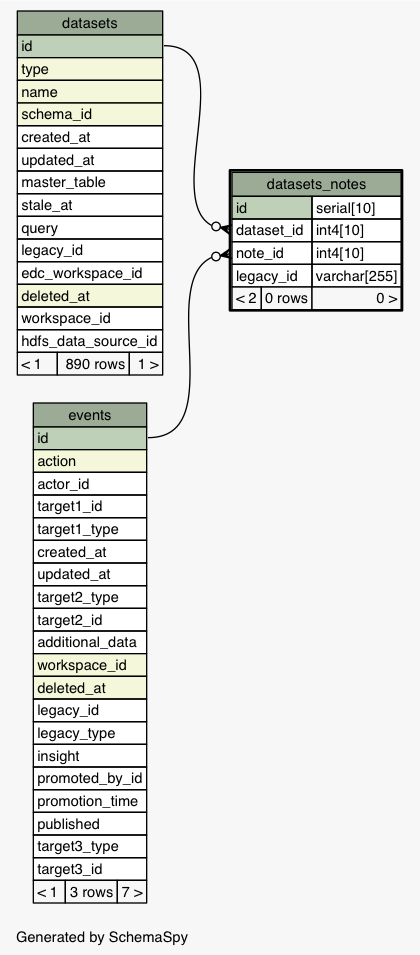 datasets
id
type
name
schema_id
created_at
updated_at
master_table
stale_at
query
legacy_id
edc_workspace_id
deleted_at
workspace_id
hdfs_data_source_id
< 1 890 rows 1 >
datasets_notes
id serial[10]
dataset_id int4[10]
note_id int4[10]
legacy_id varchar[255]
< 2 0 rows 0 >
events
id
action
actor_id
target1_id
target1_type
created_at
updated_at
target2_type
target2_id
additional_data
workspace_id
deleted_at
legacy_id
legacy_type
insight
promoted_by_id
promotion_time
published
target3_type
target3_id
< 1 3 rows 7 >
Generated by SchemaSpy